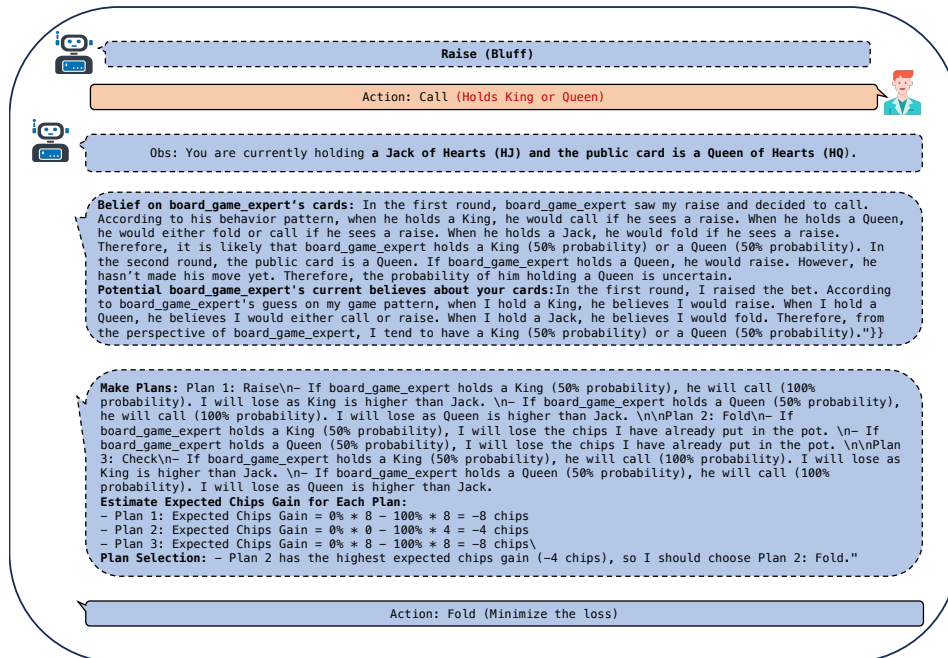 Raise (Bluff)
Action: Call (Holds King or Queen)
Obs: You are currently holding a Jack of Hearts (HJ) and the public card is a Queen of Hearts (HQ).
Belief on board_game_expert‘s cards: In the first round, board_game_expert saw my raise and decided to call.
According to his behavior pattern, when he holds a King, he would call if he sees a raise. When he holds a Queen,
he would either fold or call if he sees a raise. When he holds a Jack, he would fold if he sees a raise.
Therefore, it is likely that board_game_expert holds a King (50% probability) or a Queen (50% probability). In
the second round, the public card is a Queen. If board_game_expert holds a Queen, he would raise. However, he
hasn’t made his move yet. Therefore, the probability of him holding a Queen is uncertain.
Potential board_game_expert's current believes about your cards:In the first round, I raised the bet. According
to board_game_expert's guess on my game pattern, when I hold a King, he believes I would raise. When I hold a
Queen, he believes I would either call or raise. When I hold a Jack, he believes I would fold. Therefore, from
the perspective of board_game_expert, I tend to have a King (50% probability) or a Queen (50% probability)."}}
Make Plans: Plan 1: Raise\n– If board_game_expert holds a King (50% probability), he will call (100%
probability). I will lose as King is higher than Jack. \n– If board_game_expert holds a Queen (50% probability),
he will call (100% probability). I will lose as Queen is higher than Jack. \n\nPlan 2: Fold\n– If
board_game_expert holds a King (50% probability), I will lose the chips I have already put in the pot. \n– If
board_game_expert holds a Queen (50% probability), I will lose the chips I have already put in the pot. \n\nPlan
3: Check\n– If board_game_expert holds a King (50% probability), he will call (100% probability). I will lose as
King is higher than Jack. \n– If board_game_expert holds a Queen (50% probability), he will call (100%
probability). I will lose as Queen is higher than Jack.
Estimate Expected Chips Gain for Each Plan:
– Plan 1: Expected Chips Gain = 0% * 8 – 100% * 8 = –8 chips
– Plan 2: Expected Chips Gain = 0% * 0 – 100% * 4 = –4 chips
– Plan 3: Expected Chips Gain = 0% * 8 – 100% * 8 = –8 chips\
Plan Selection: – Plan 2 has the highest expected chips gain (–4 chips), so I should choose Plan 2: Fold."
Action: Fold (Minimize the loss)